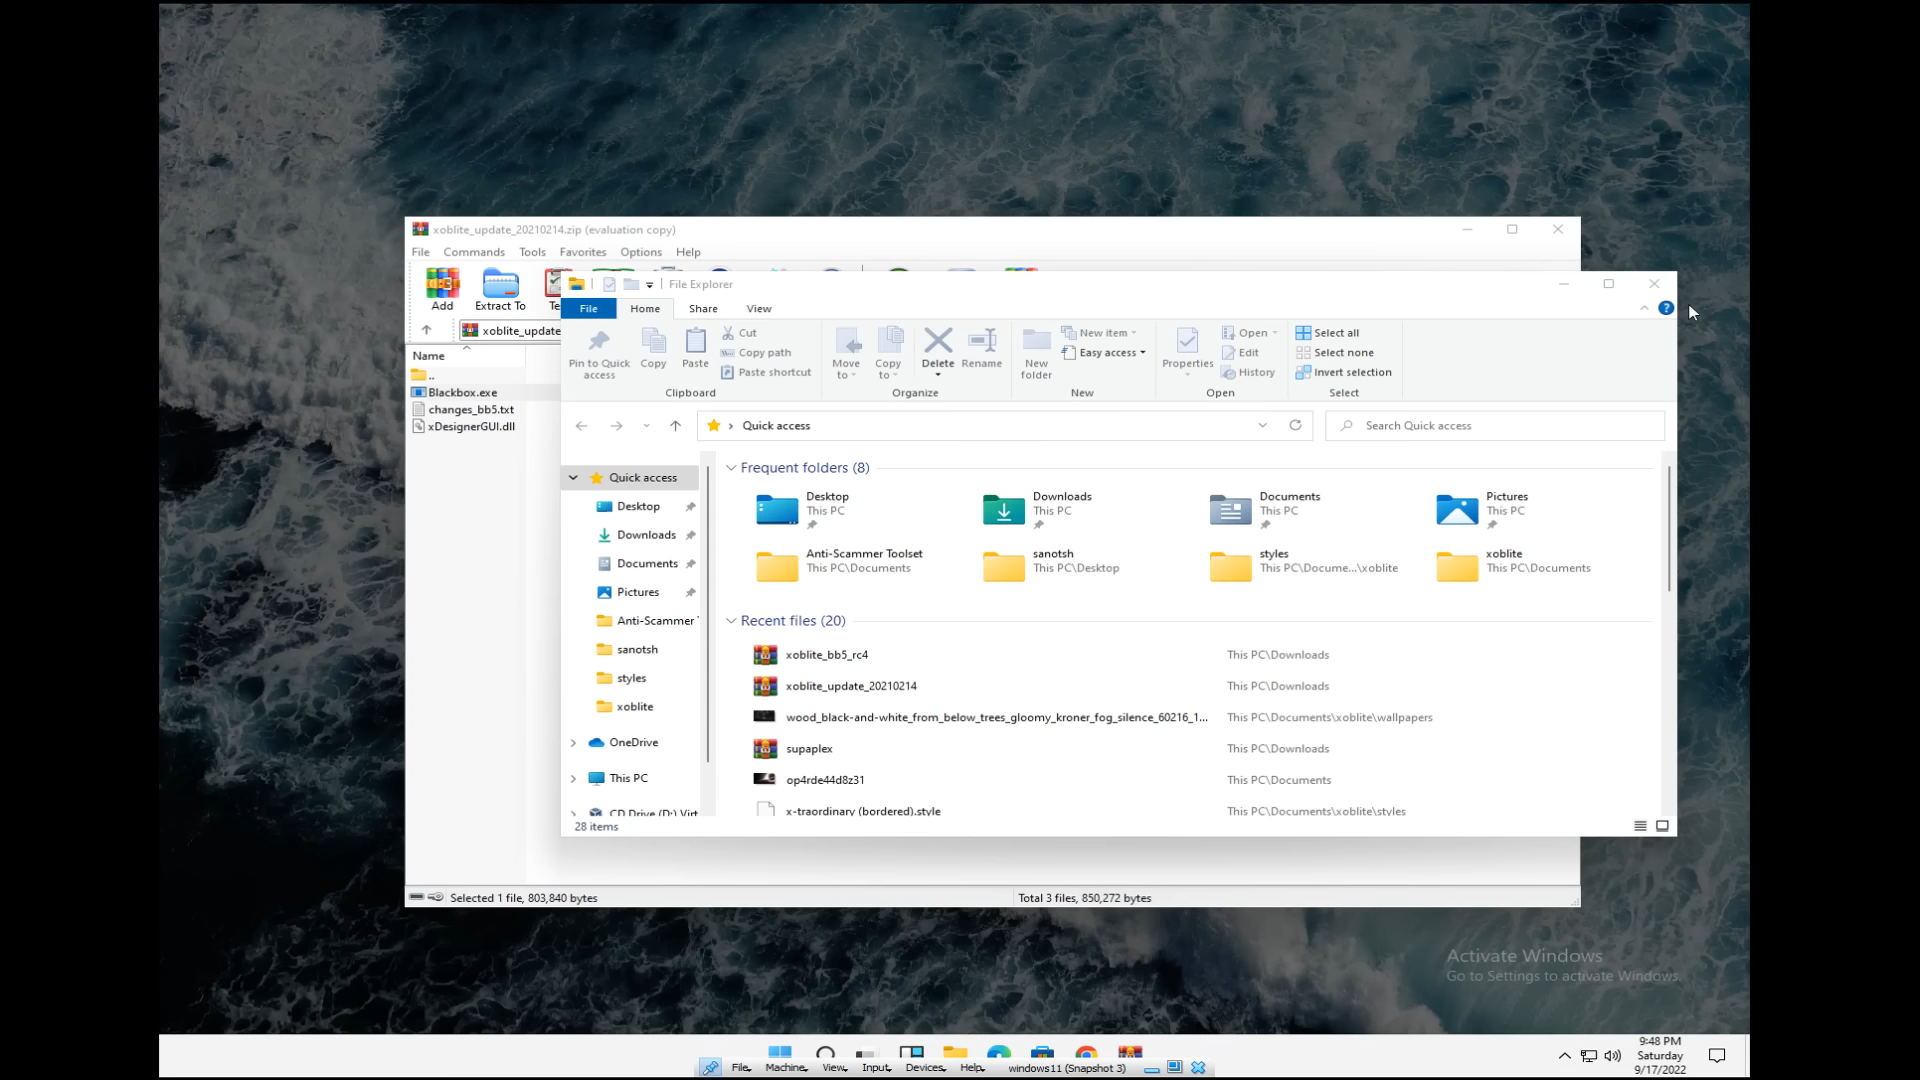 xoblite_update_20210214.zip (evaluation copy)
File Commands Tools Favorites Options Help
Add Extract To
xoblite_update
Name
..
Blackbox.exe
changes_bb5.txt
xDesignerGUI.dll
Selected 1 file, 803,840 bytes
Total 3 files, 850,272 bytes
File Explorer
File Home Share View
Pin to Quick access
Copy
Paste
Cut
Copy path
Paste shortcut
Clipboard
Move to
Copy to
Delete
Rename
Organize
New folder
New item
Easy access
New
Properties
Open
Edit
History
Open
Select all
Select none
Invert selection
Select
Quick access
Search Quick access
Quick access
Desktop
Downloads
Documents
Pictures
Anti-Scammer
sanotsh
styles
xoblite
OneDrive
This PC
CD Drive (D:) Virt
Frequent folders (8)
Desktop
This PC
Downloads
This PC
Documents
This PC
Pictures
This PC
Anti-Scammer Toolset
This PC\Documents
sanotsh
This PC\Desktop
styles
This PC\Docume...\xoblite
xoblite
This PC\Documents
Recent files (20)
xoblite_bb5_rc4 This PC\Downloads
xoblite_update_20210214 This PC\Downloads
wood_black-and-white_from_below_trees_gloomy_kroner_fog_silence_60216_1... This PC\Documents\xoblite\wallpapers
supaplex This PC\Downloads
op4rde44d8z31 This PC\Documents
x-traordinary (bordered).style This PC\Documents\xoblite\styles
28 items
Activate Windows
Go to Settings to activate Windows.
File Machine View Input Devices Help windows11 (Snapshot 3)
9:48 PM
Saturday
9/17/2022